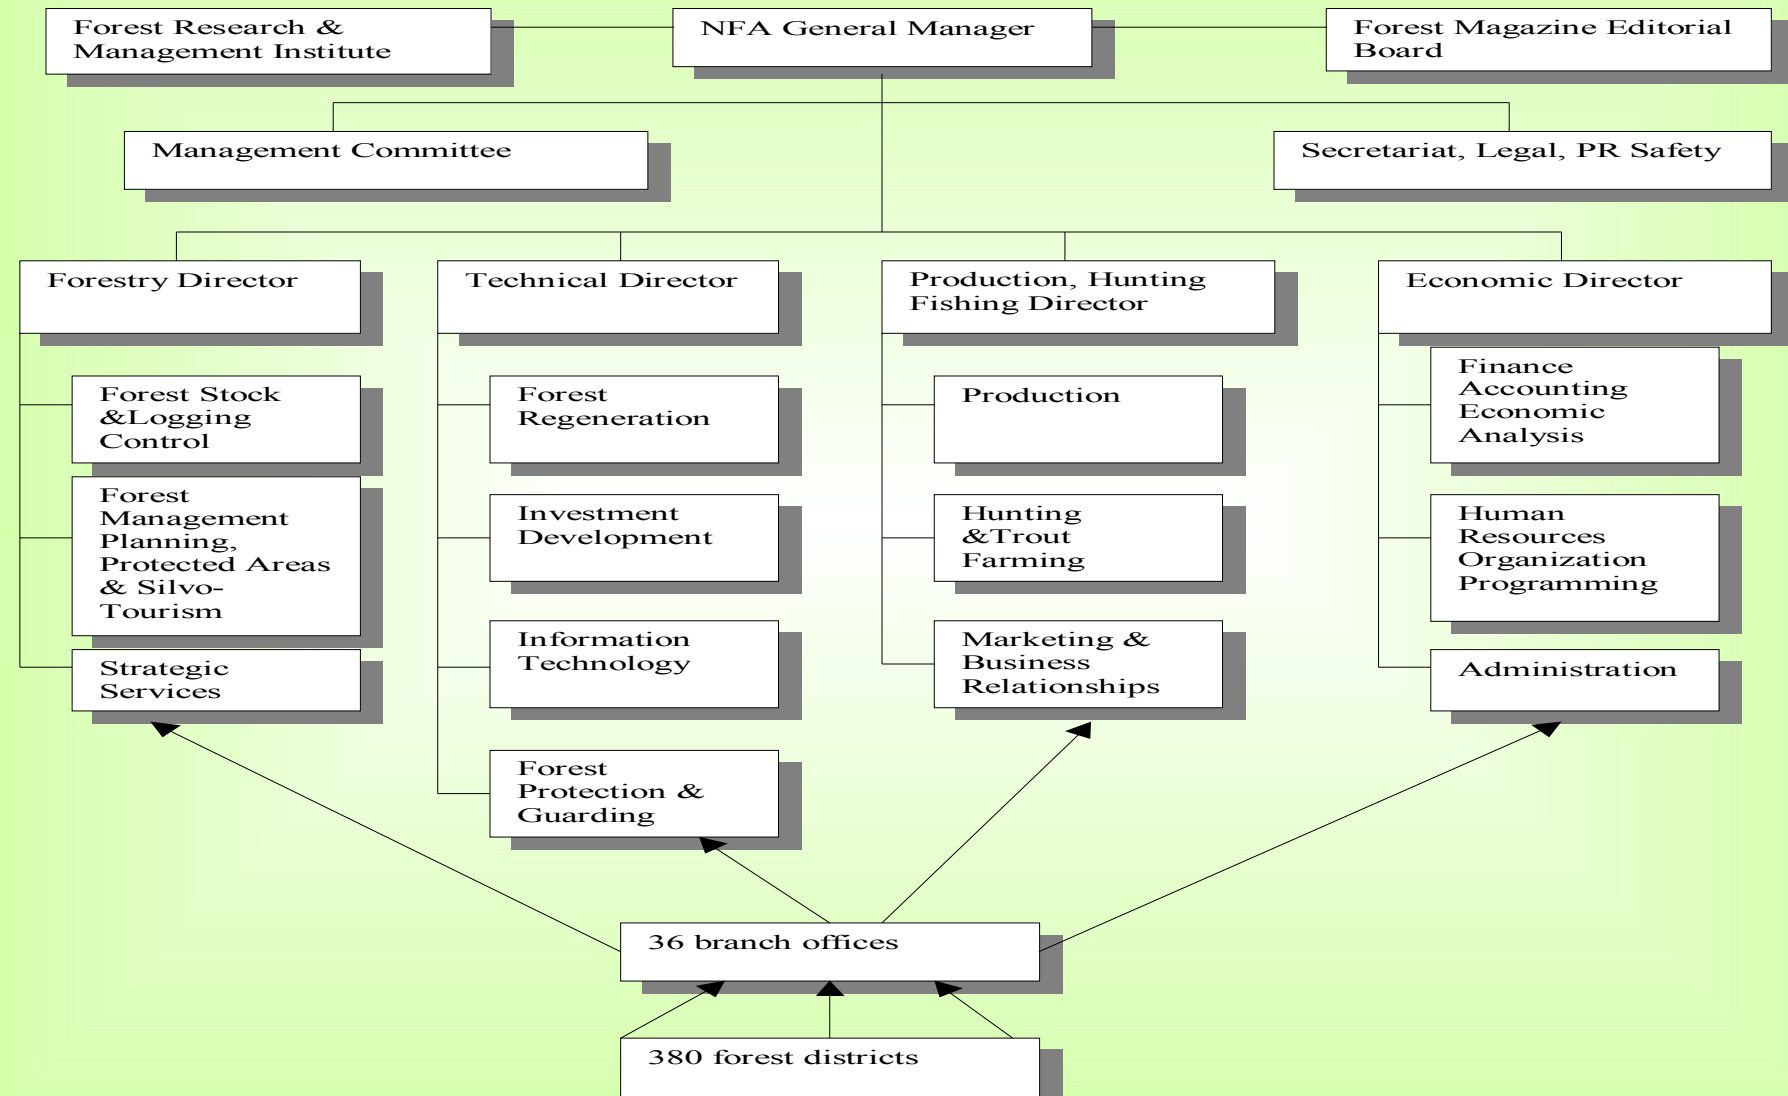 Forest Research &
Management Institute
NFA General Manager
Forest Magazine Editorial
Board
Management Committee
Secretariat, Legal, PR Safety
Forestry Director
Technical Director
Production, Hunting
Fishing Director
Economic Director
Forest Stock
&Logging
Control
Forest
Management
Planning,
Protected Areas
& Silvo-
Tourism
Strategic
Services
Forest
Regeneration
Investment
Development
Information
Technology
Forest
Protection &
Guarding
Production
Hunting
&Trout
Farming
Marketing &
Business
Relationships
Finance
Accounting
Economic
Analysis
Human
Resources
Organization
Programming
Administration
36 branch offices
380 forest districts